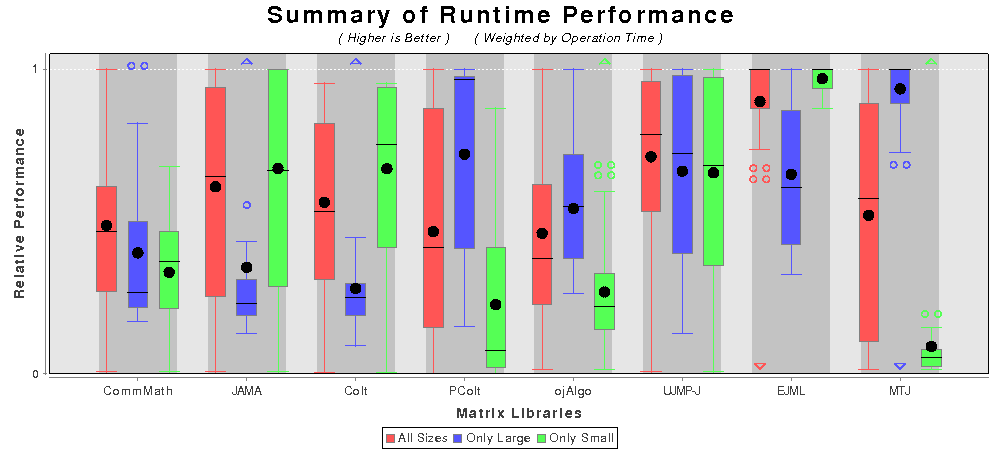 Summary of Runtime Performance
( Higher is Better )   ( Weighted by Operation Time )
Relative Performance
1
0
CommMath JAMA Colt PColt ojAlgo UJMP-J EJML MTJ
Matrix Libraries
All Sizes Only Large Only Small